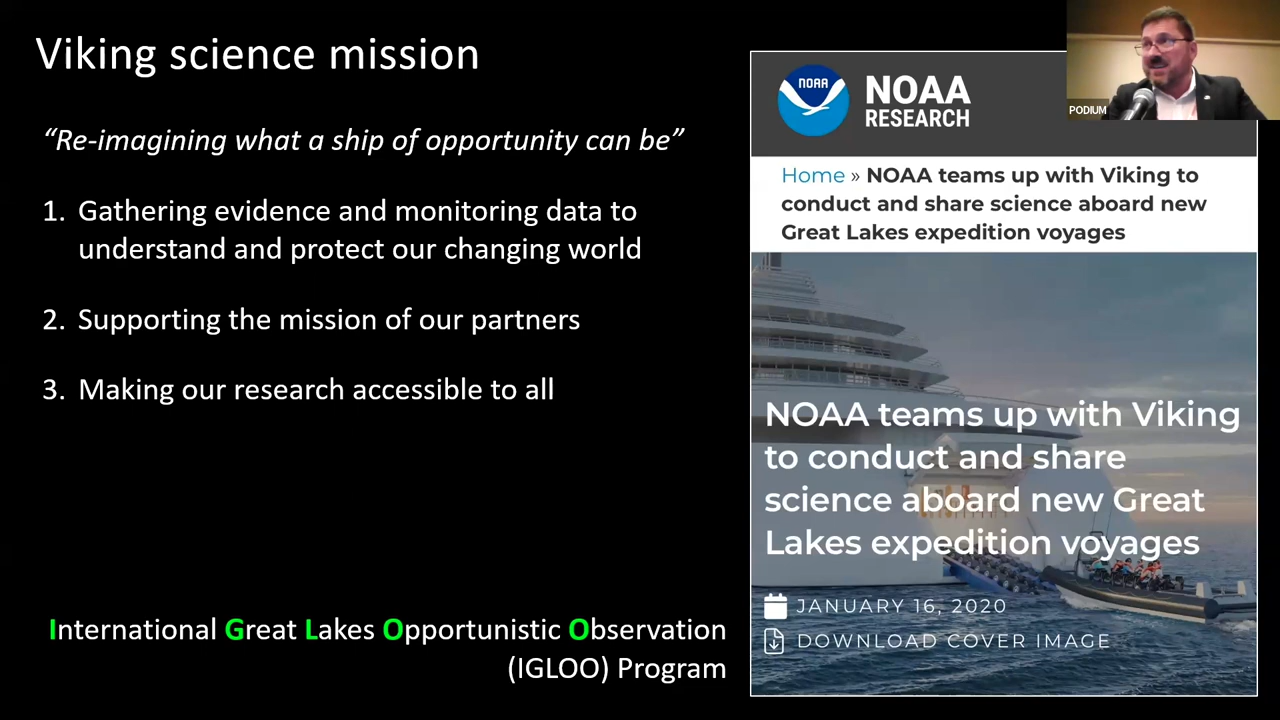 Viking science mission
“Re-imagining what a ship of opportunity can be”
1. Gathering evidence and monitoring data to
understand and protect our changing world
2. Supporting the mission of our partners
3. Making our research accessible to all
International Great Lakes Opportunistic Observation
(IGLOO) Program
NOAA
NOAA
RESEARCH
PODIUM
Home » NOAA teams up with Viking to
conduct and share science aboard new
Great Lakes expedition voyages
NOAA teams up with Viking
to conduct and share
science aboard new Great
Lakes expedition voyages
JANUARY 16, 2020
DOWNLOAD COVER IMAGE